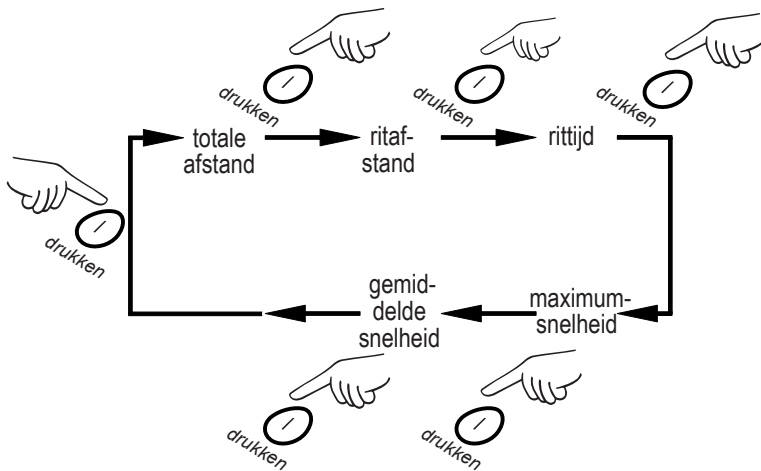 drukken
drukken
drukken
totale
afstand
ritaf-
stand
rittijd
drukken
gemid-
delde
snelheid
maximum-
snelheid
drukken
drukken